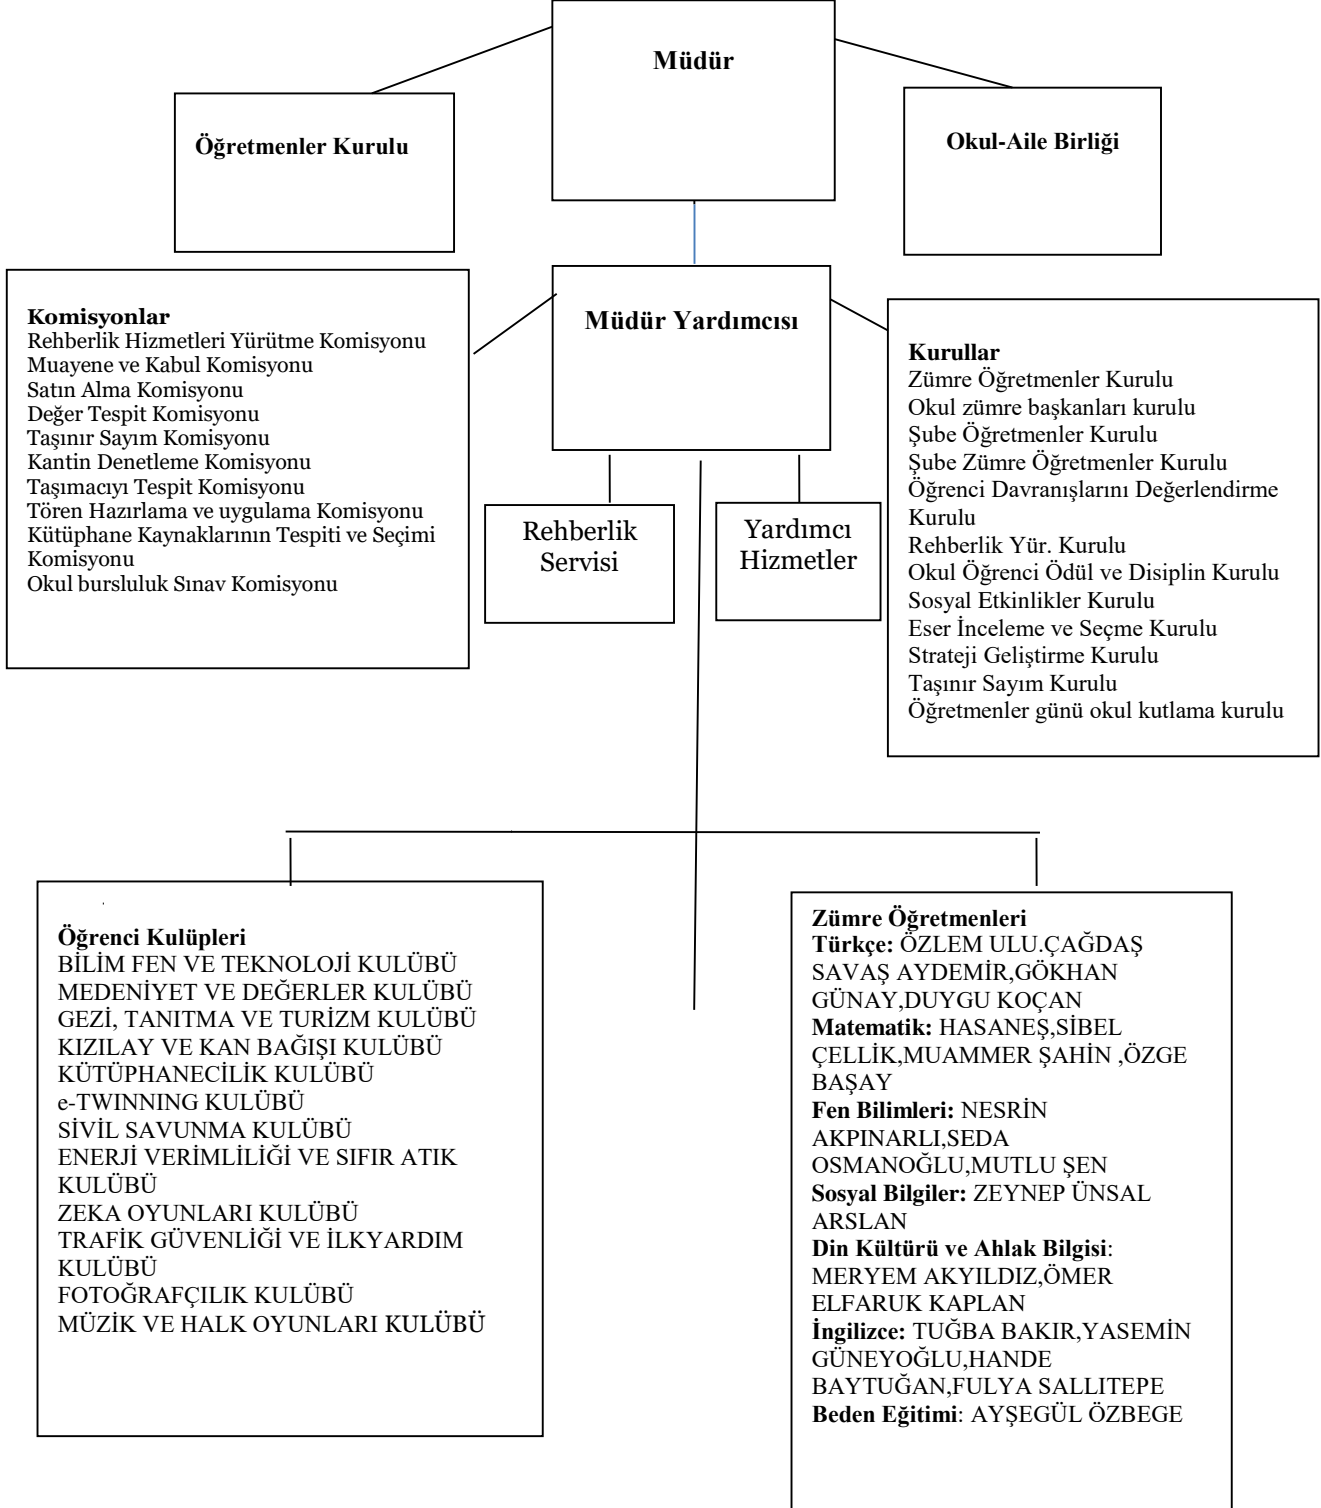 Müdür
Öğretmenler Kurulu
Okul-Aile Birliği
Müdür Yardımcısı
Komisyonlar
Rehberlik Hizmetleri Yürütme Komisyonu
Muayene ve Kabul Komisyonu
Satın Alma Komisyonu
Değer Tespit Komisyonu
Taşınır Sayım Komisyonu
Kantin Denetleme Komisyonu
Taşımacıyı Tespit Komisyonu
Tören Hazırlama ve uygulama Komisyonu
Kütüphane Kaynaklarının Tespiti ve Seçimi
Komisyonu
Okul bursluluk Sınav Komisyonu
Kurullar
Zümre Öğretmenler Kurulu
Okul zümre başkanları kurulu
Şube Öğretmenler Kurulu
Şube Zümre Öğretmenler Kurulu
Öğrenci Davranışlarını Değerlendirme
Kurulu
Rehberlik Yür. Kurulu
Okul Öğrenci Ödül ve Disiplin Kurulu
Sosyal Etkinlikler Kurulu
Eser İnceleme ve Seçme Kurulu
Strateji Geliştirme Kurulu
Taşınır Sayım Kurulu
Öğretmenler günü okul kutlama kurulu
Rehberlik
Servisi
Yardımcı
Hizmetler
Öğrenci Kulüpleri
BİLİM FEN VE TEKNOLOJİ KULÜBÜ
MEDENİYET VE DEĞERLER KULÜBÜ
GEZİ, TANITMA VE TURİZM KULÜBÜ
KIZILAY VE KAN BAĞIŞI KULÜBÜ
KÜTÜPHANECİLİK KULÜBÜ
e-TWINNING KULÜBÜ
SİVİL SAVUNMA KULÜBÜ
ENERJİ VERİMLİLİĞİ VE SIFIR ATIK
KULÜBÜ
ZEKA OYUNLARI KULÜBÜ
TRAFİK GÜVENLİĞİ VE İLKYARDIM
KULÜBÜ
FOTOĞRAFÇILIK KULÜBÜ
MÜZİK VE HALK OYUNLARI KULÜBÜ
Zümre Öğretmenleri
Türkçe: ÖZLEM ULU.ÇAĞDAŞ
SAVAŞ AYDEMİR,GÖKHAN
GÜNAY,DUYGU KOÇAN
Matematik: HASANEŞ,SİBEL
ÇELLİK,MUAMMER ŞAHİN ,ÖZGE
BAŞAY
Fen Bilimleri: NESRİN
AKPINARLI,SEDA
OSMANOĞLU,MUTLU ŞEN
Sosyal Bilgiler: ZEYNEP ÜNSAL
ARSLAN
Din Kültürü ve Ahlak Bilgisi:
MERYEM AKYILDIZ,ÖMER
ELFARUK KAPLAN
İngilizce: TUĞBA BAKIR,YASEMİN
GÜNEYOĞLU,HANDE
BAYTUĞAN,FULYA SALLITEPE
Beden Eğitimi: AYŞEGÜL ÖZBEGE